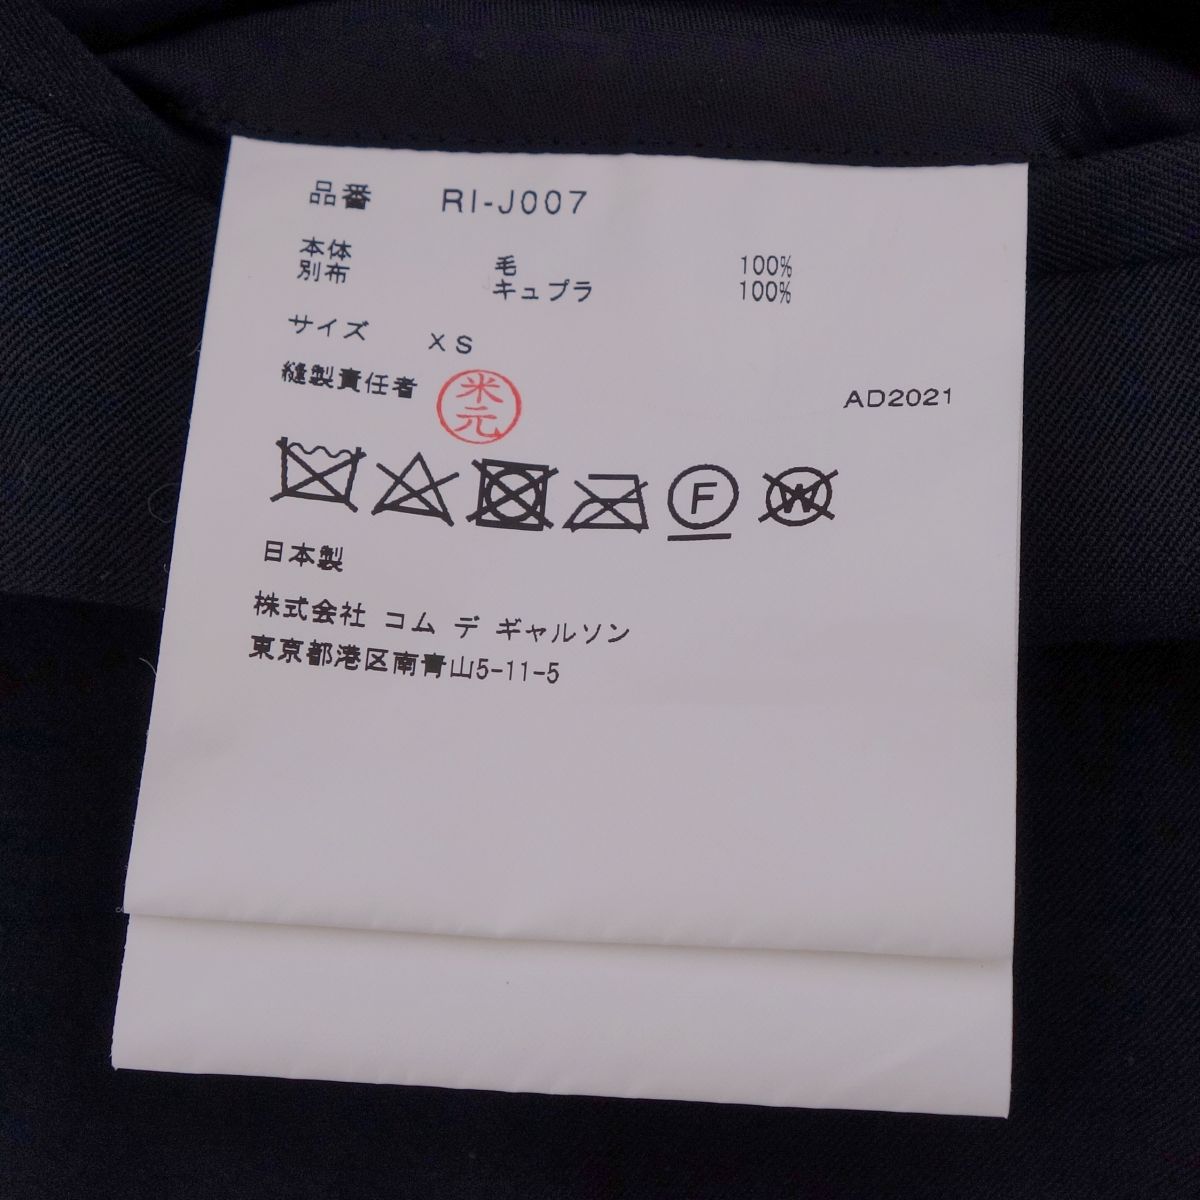 品番 RI-J007
本体 毛 100%
別布 キュプラ 100%
サイズ XS
縫製責任者 米元
AD2021
F W
日本製
株式会社 コム デ ギャルソン
東京都港区南青山5-11-5